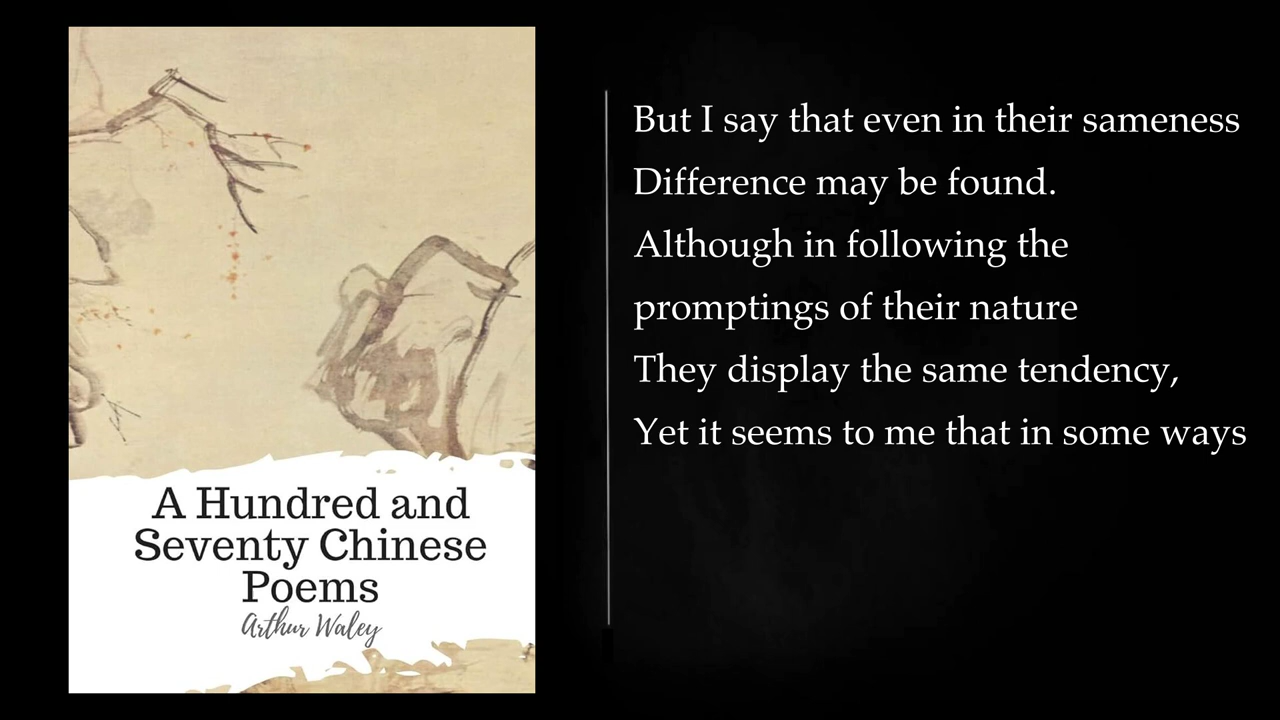 A Hundred and
Seventy Chinese
Poems
Arthur Waley
But I say that even in their sameness
Difference may be found.
Although in following the
promptings of their nature
They display the same tendency,
Yet it seems to me that in some ways